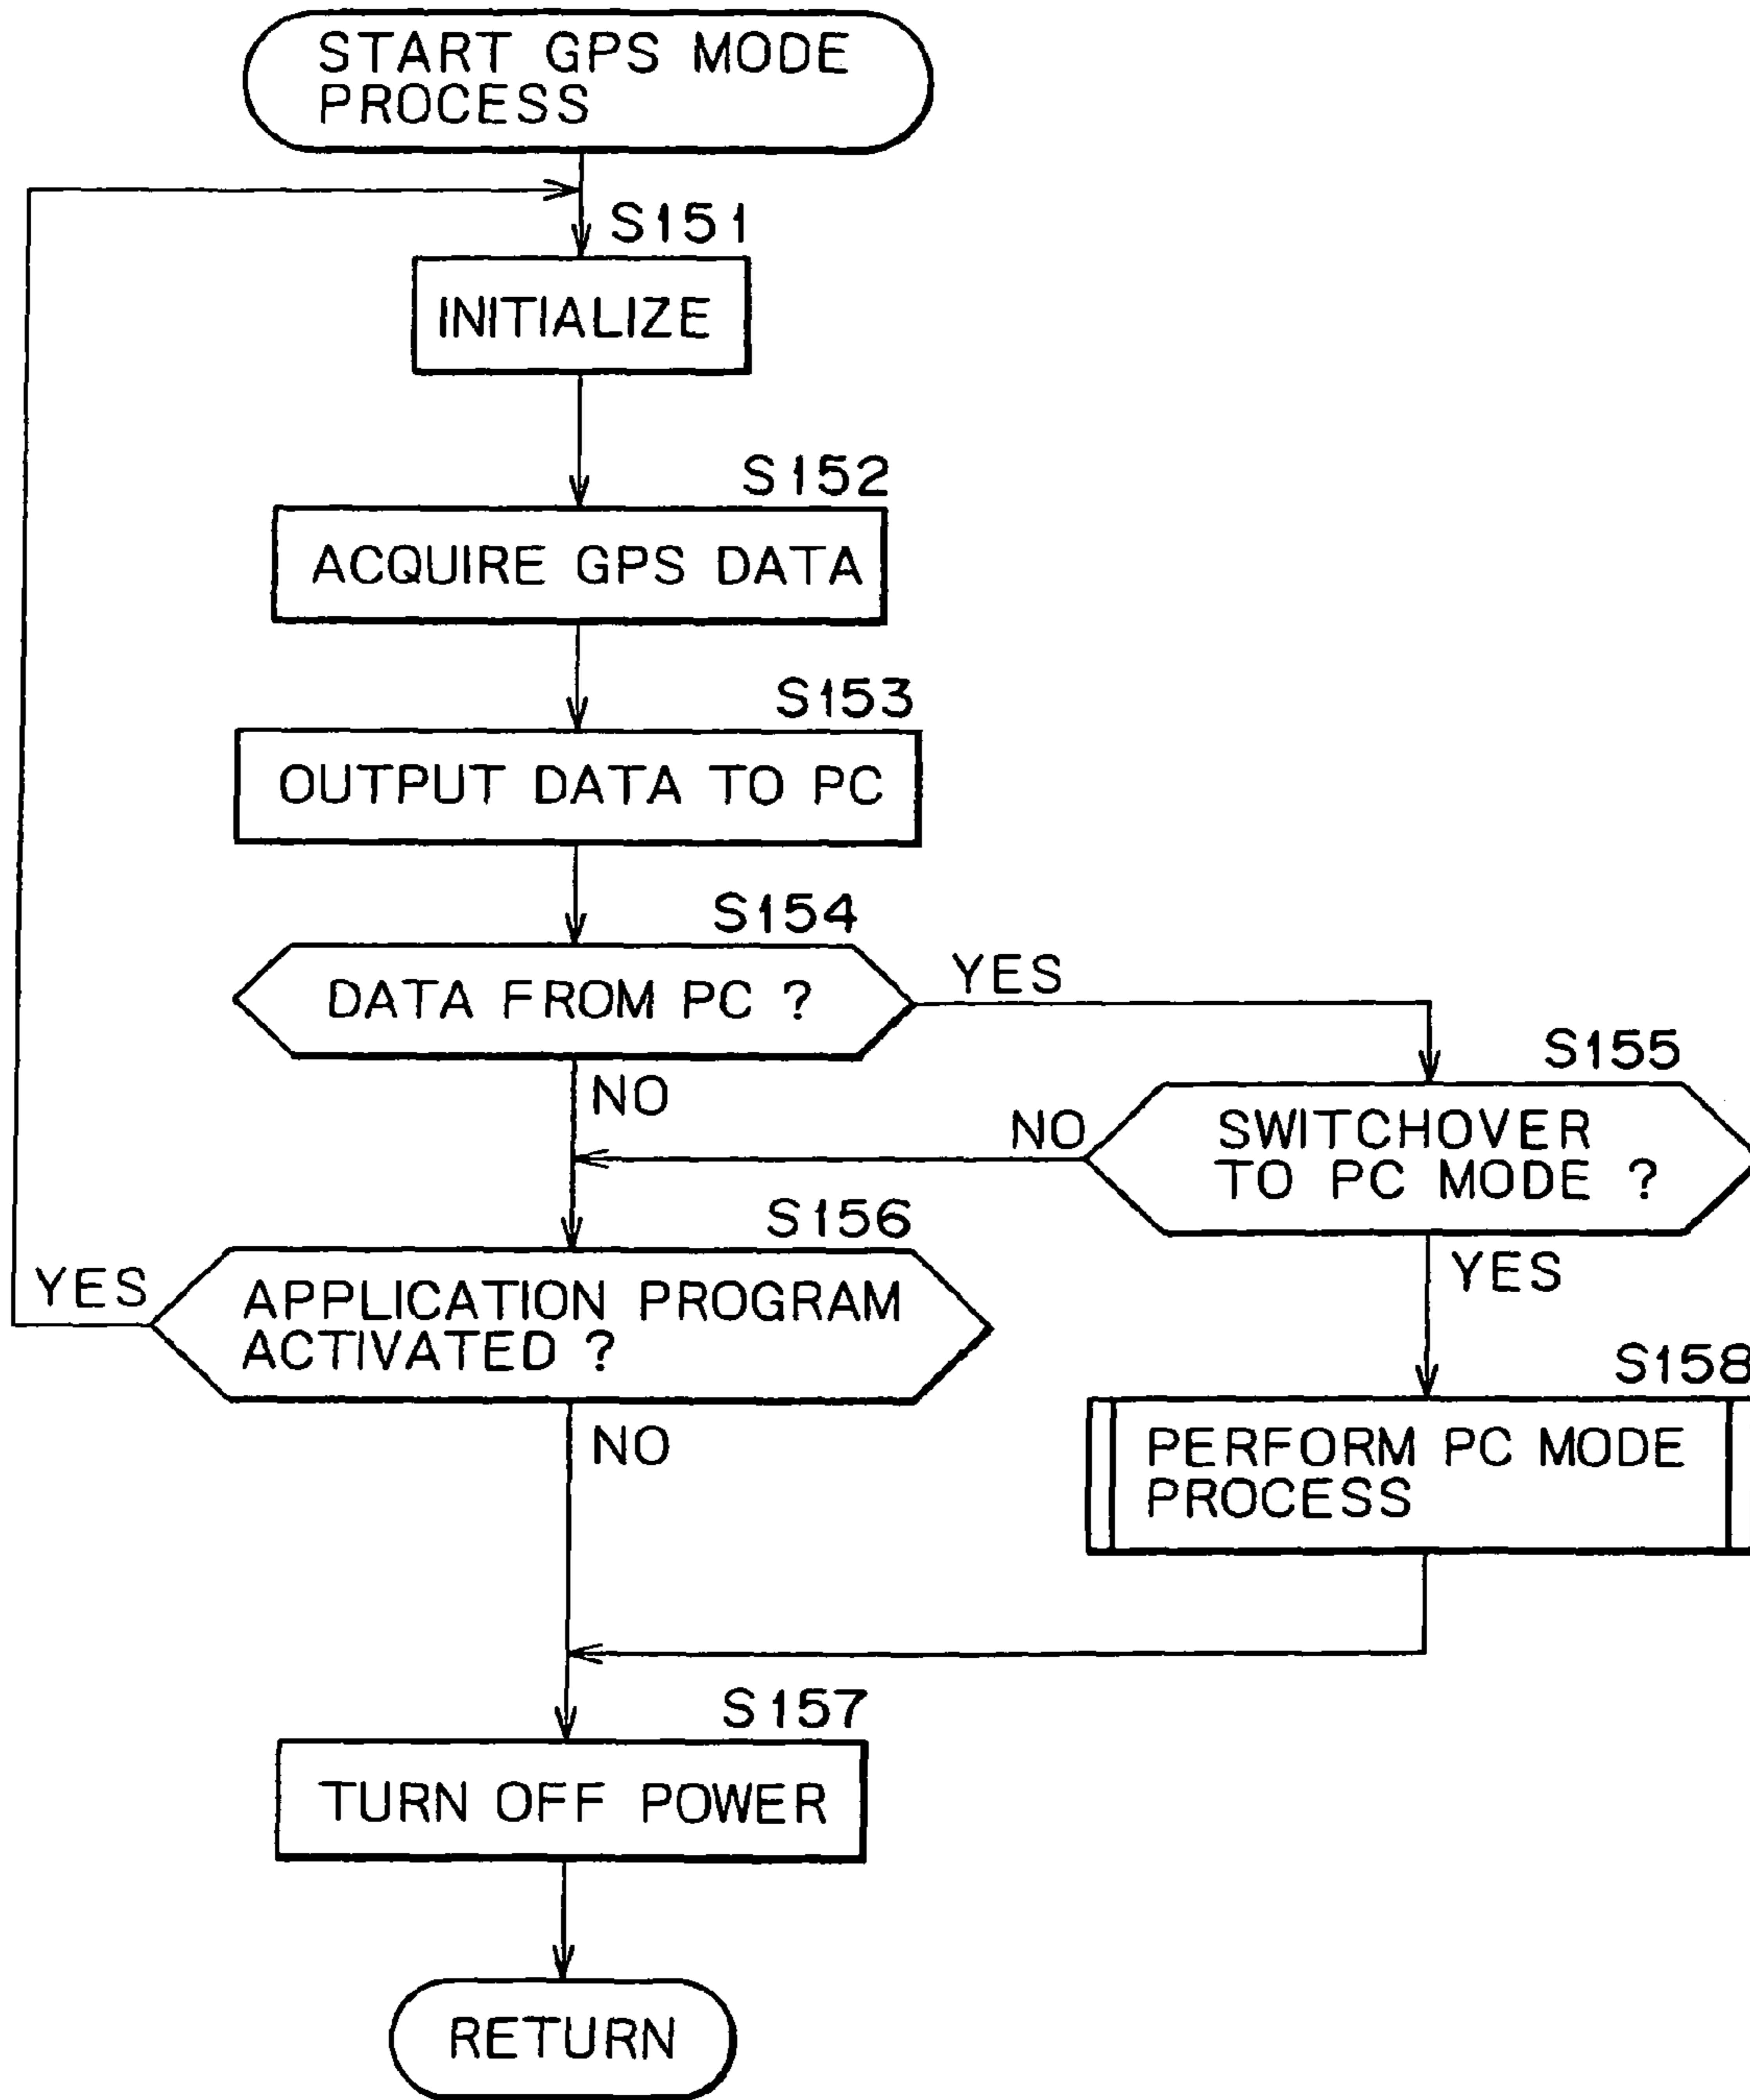 START GPS MODE
PROCESS
S151
INITIALIZE
S152
ACQUIRE GPS DATA
S153
OUTPUT DATA TO PC
S154
DATA FROM PC ?
YES
S155
NO
SWITCHOVER
TO PC MODE ?
NO
S156
YES
APPLICATION PROGRAM
ACTIVATED ?
YES
S158
NO
PERFORM PC MODE
PROCESS
S157
TURN OFF POWER
RETURN